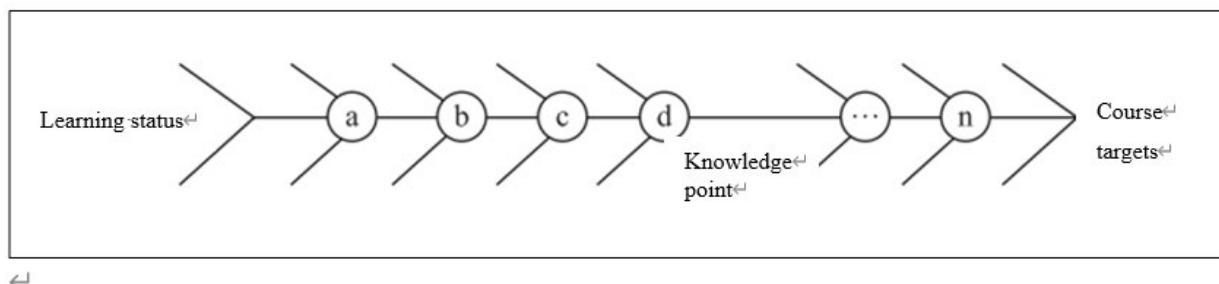 Learning status
a
b
c
d
Knowledge
point
...
n
Course
targets